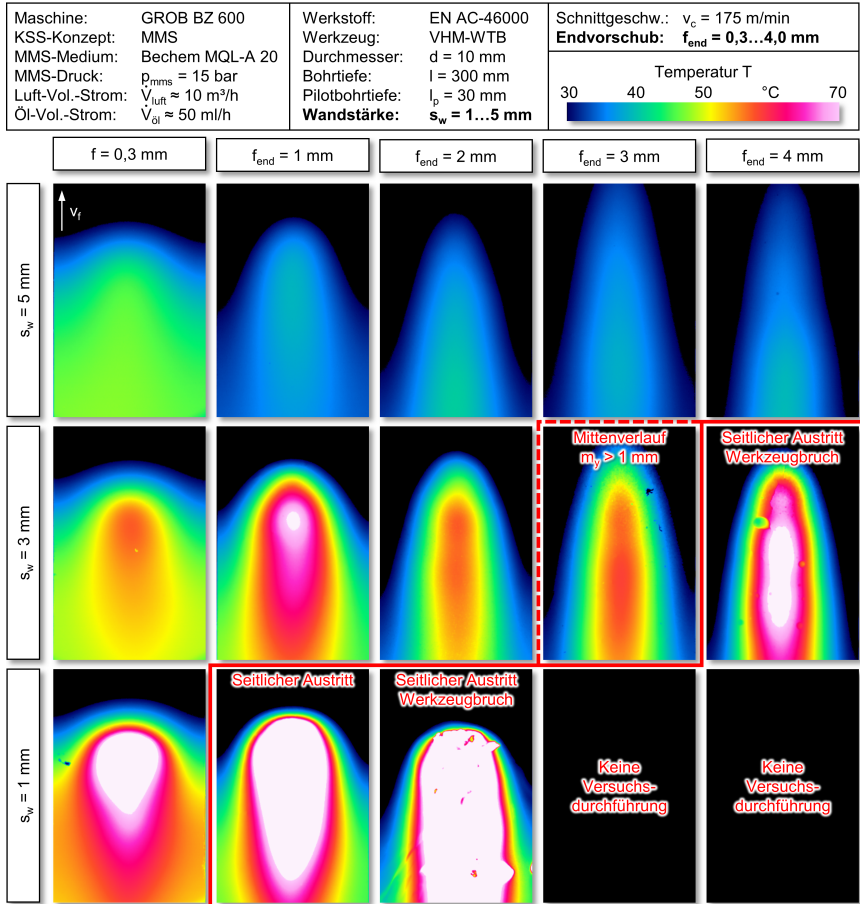 Maschine: GROB BZ 600
KSS-Konzept: MMS
MMS-Medium: Bechem MQL-A 20
MMS-Druck: pmms = 15 bar
Luft-Vol.-Strom: V̇luft ≈ 10 m³/h
Öl-Vol.-Strom: V̇öl ≈ 50 ml/h
Werkstoff: EN AC-46000
Werkzeug: VHM-WTB
Durchmesser: d = 10 mm
Bohrtiefe: l = 300 mm
Pilotbohrtiefe: lp = 30 mm
Wandstärke: sw = 1...5 mm
Schnittgeschw.: vc = 175 m/min
Endvorschub: fend = 0,3...4,0 mm
Temperatur T
30 40 50 °C 70
f = 0,3 mm
fend = 1 mm
fend = 2 mm
fend = 3 mm
fend = 4 mm
sw = 5 mm
vf
sw = 3 mm
Mittenverlauf
my > 1 mm
Seitlicher Austritt
Werkzeugbruch
sw = 1 mm
Seitlicher Austritt
Seitlicher Austritt
Werkzeugbruch
Keine
Versuchs-
durchführung
Keine
Versuchs-
durchführung